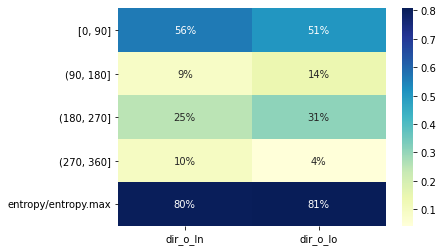 [0, 90] 56% 51% 0.8
0.7
(90, 180] 9% 14% 0.6
0.5
(180, 270] 25% 31% 0.4
(270, 360] 10% 4% 0.3
0.2
entropy/entropy.max 80% 81% 0.1
dir_o_ln dir_o_lo